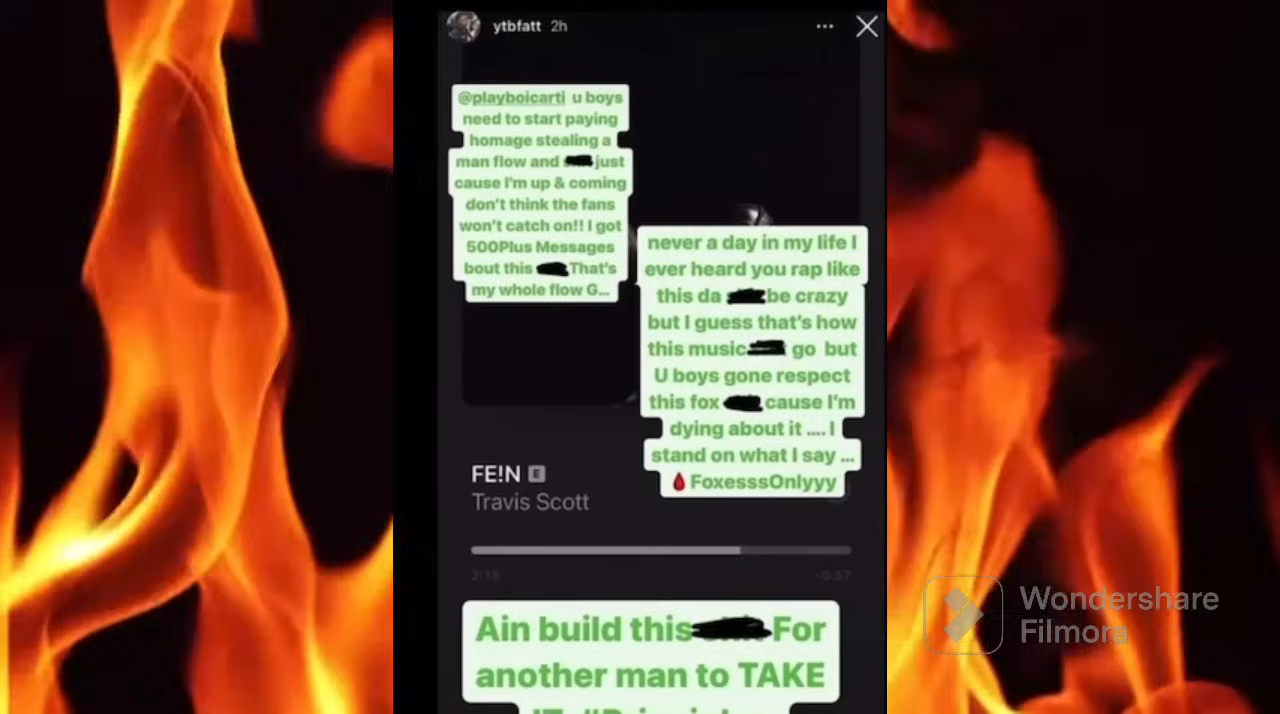 ytbfatt 2h
@playboicarti u boys
need to start paying
homage stealing a
man flow and just
cause I'm up & coming
don't think the fans
won't catch on!! I got
500Plus Messages
bout this That's
my whole flow G...
never a day in my life I
ever heard you rap like
this da be crazy
but I guess that's how
this music go but
U boys gone respect
this fox cause I'm
dying about it .... I
stand on what I say ...
🩸FoxesssOnlyyy
FE!N E
Travis Scott
2:18 -0:57
Ain build this For
another man to TAKE
Wondershare
Filmora